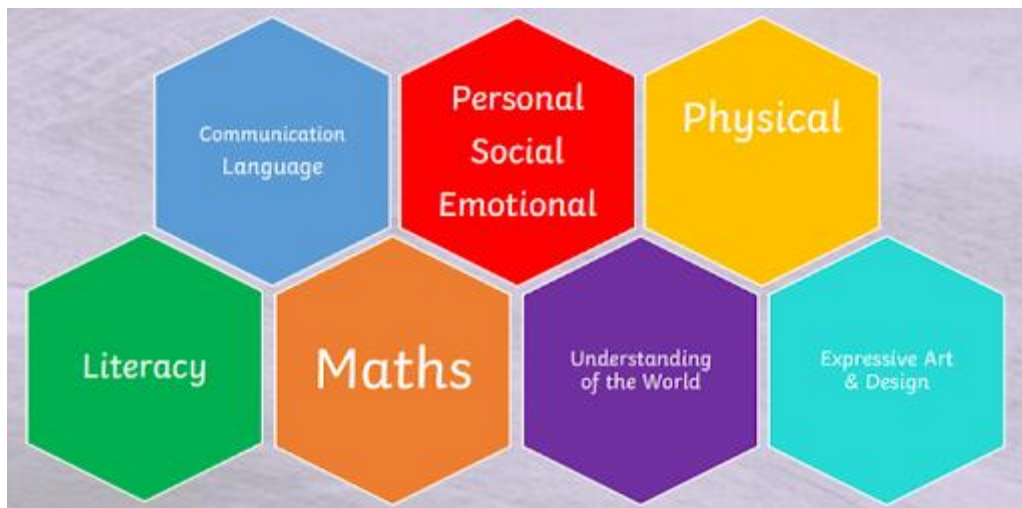 Communication
Language
Personal
Social
Emotional
Physical
Literacy
Maths
Understanding
of the World
Expressive Art
& Design